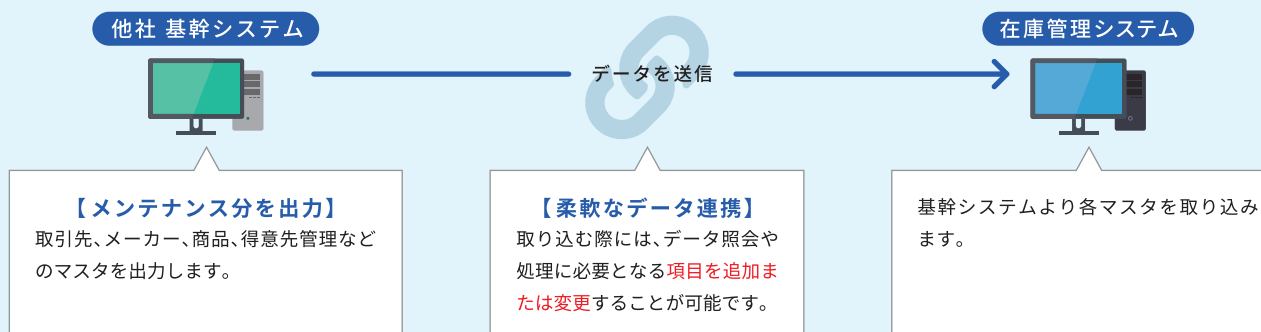 他社 基幹システム
データを送信
在庫管理システム
【メンテナンス分を出力】
取引先、メーカー、商品、得意先管理など
のマスタを出力します。
【柔軟なデータ連携】
取り込む際には、データ照会や
処理に必要となる項目を追加ま
たは変更することが可能です。
基幹システムより各マスタを取り込み
ます。